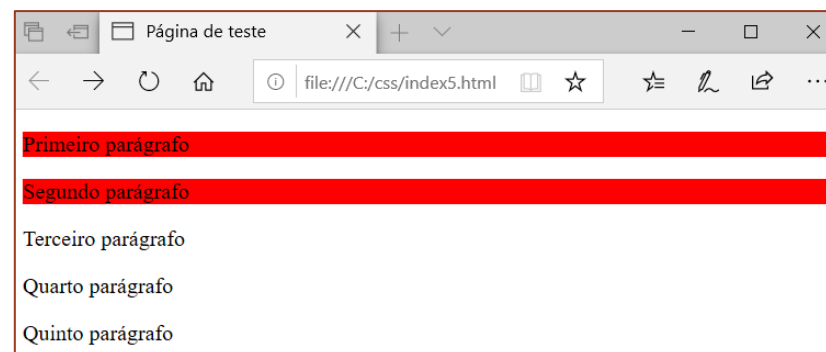 Página de teste
file:///C:/css/index5.html
Primeiro parágrafo
Segundo parágrafo
Terceiro parágrafo
Quarto parágrafo
Quinto parágrafo